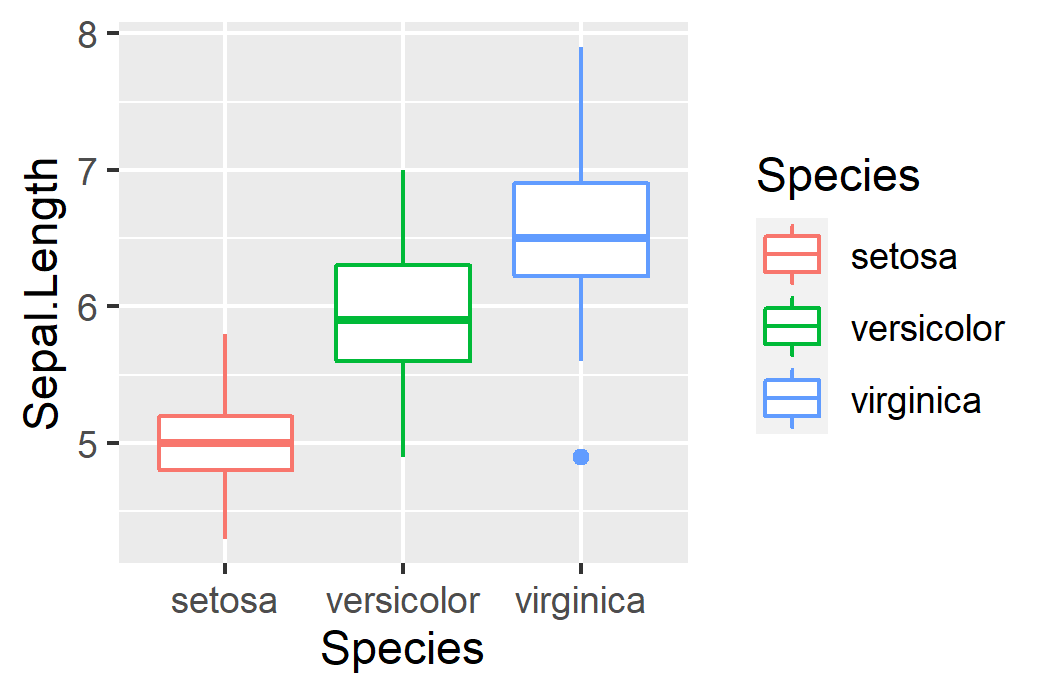 Sepal.Length
8
7
6
5
setosa versicolor virginica
Species
Species
setosa
versicolor
virginica